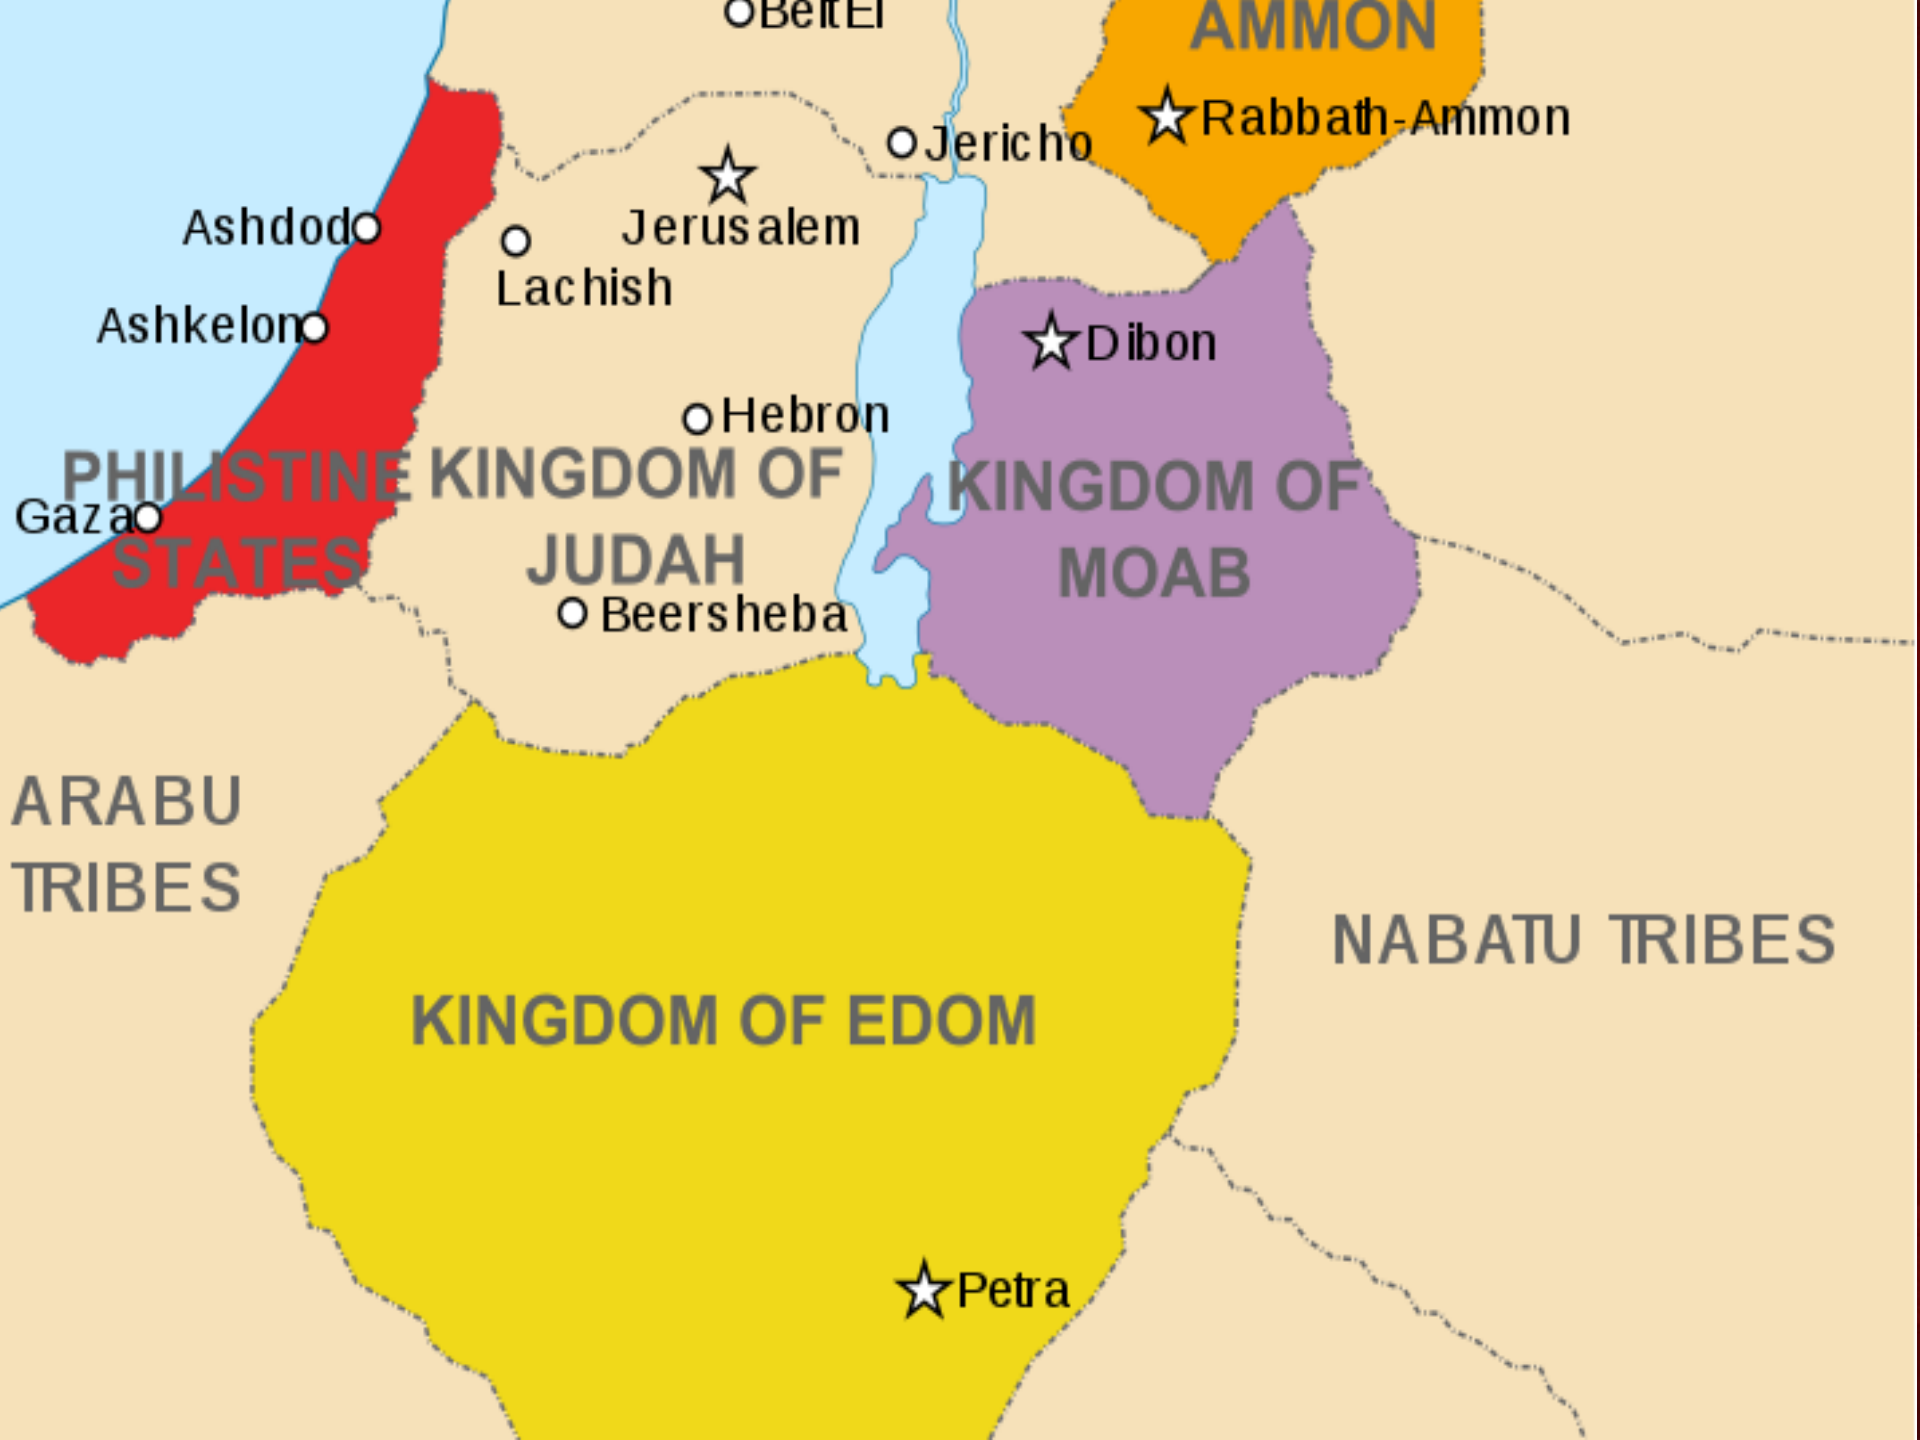 BeitEl
AMMON
Rabbath-Ammon
Jericho
Jerusalem
Ashdod
Lachish
Ashkelon
Dibon
Hebron
PHILISTINE
STATES
KINGDOM OF
JUDAH
KINGDOM OF
MOAB
Gaza
Beersheba
ARABU
TRIBES
NABATU TRIBES
KINGDOM OF EDOM
Petra